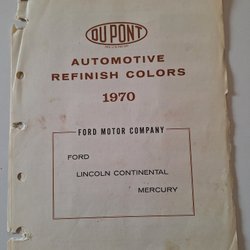 DU PONT
AUTOMOTIVE
REFINISH COLORS
1970
FORD MOTOR COMPANY
FORD
LINCOLN CONTINENTAL
MERCURY